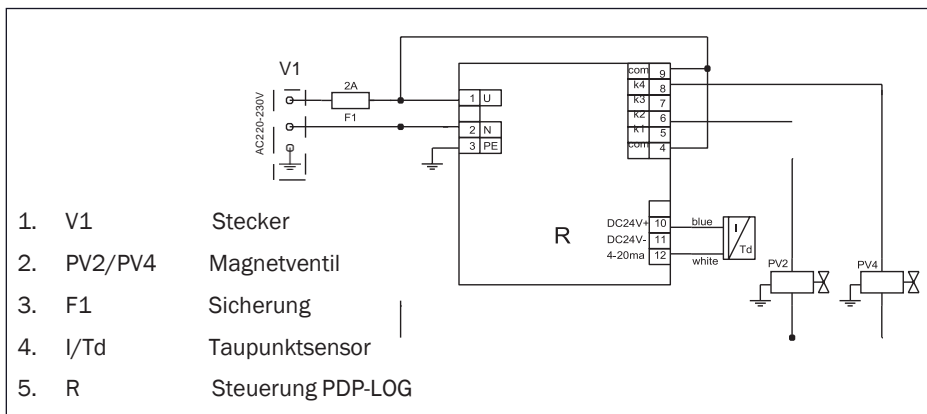 V1
2A
AC220-230V
F1
1 U
2 N
3 PE
com 9
k4 8
k3 7
k2 6
k1 5
com 4
R
DC24V+ 10 blue
DC24V- 11
4-20ma 12 white
I
Td
PV2
PV4
1. V1 Stecker
2. PV2/PV4 Magnetventil
3. F1 Sicherung
4. I/Td Taupunktsensor
5. R Steuerung PDP-LOG